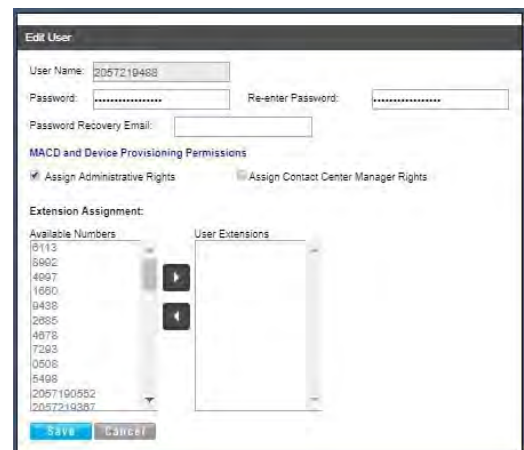 Edit User
User Name: 2057219488
Password: ••••••••••••••••• Re-enter Password: •••••••••••••••••
Password Recovery Email:
MACD and Device Provisioning Permissions
Assign Administrative Rights Assign Contact Center Manager Rights
Extension Assignment:
Available Numbers User Extensions
6113
8992
4997
1660
9438
2685
4678
7293
0508
5498
2057190552
2057219387
Save Cancel